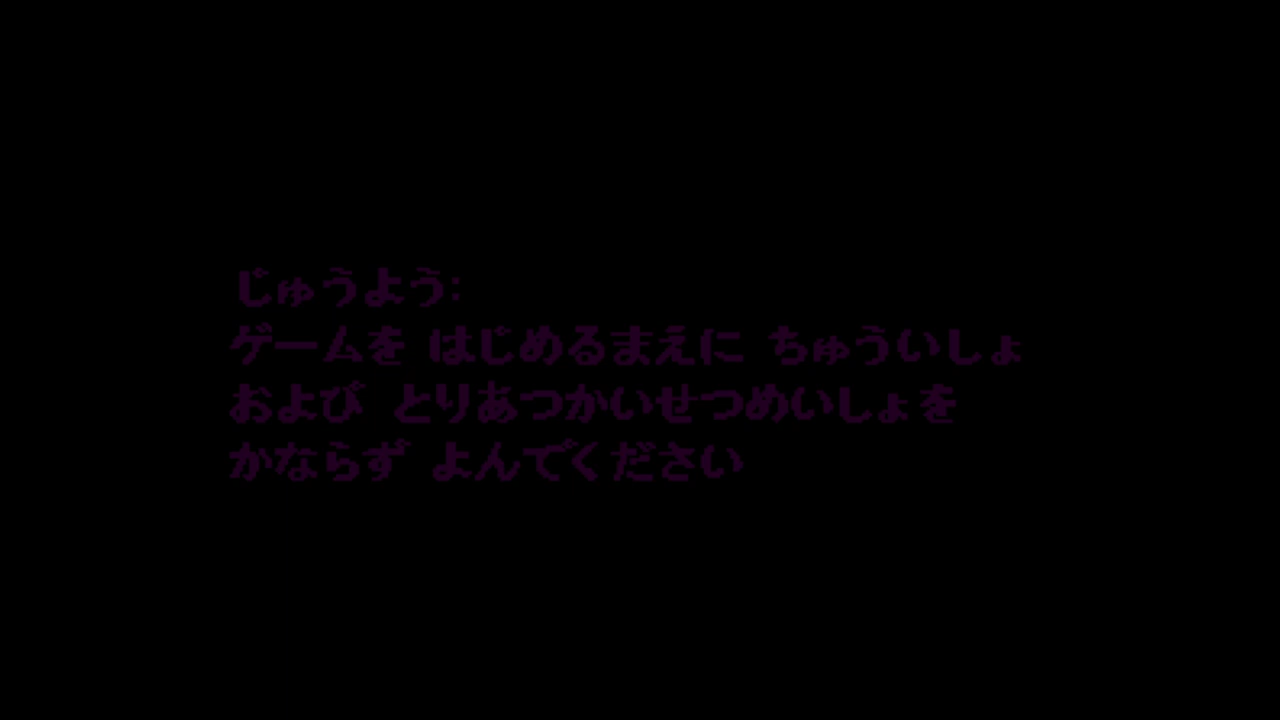 じゅうよう:
ゲームを はじめるまえに ちゅういしょ
および とりあつかいせつめいしょを
かならず よんでください